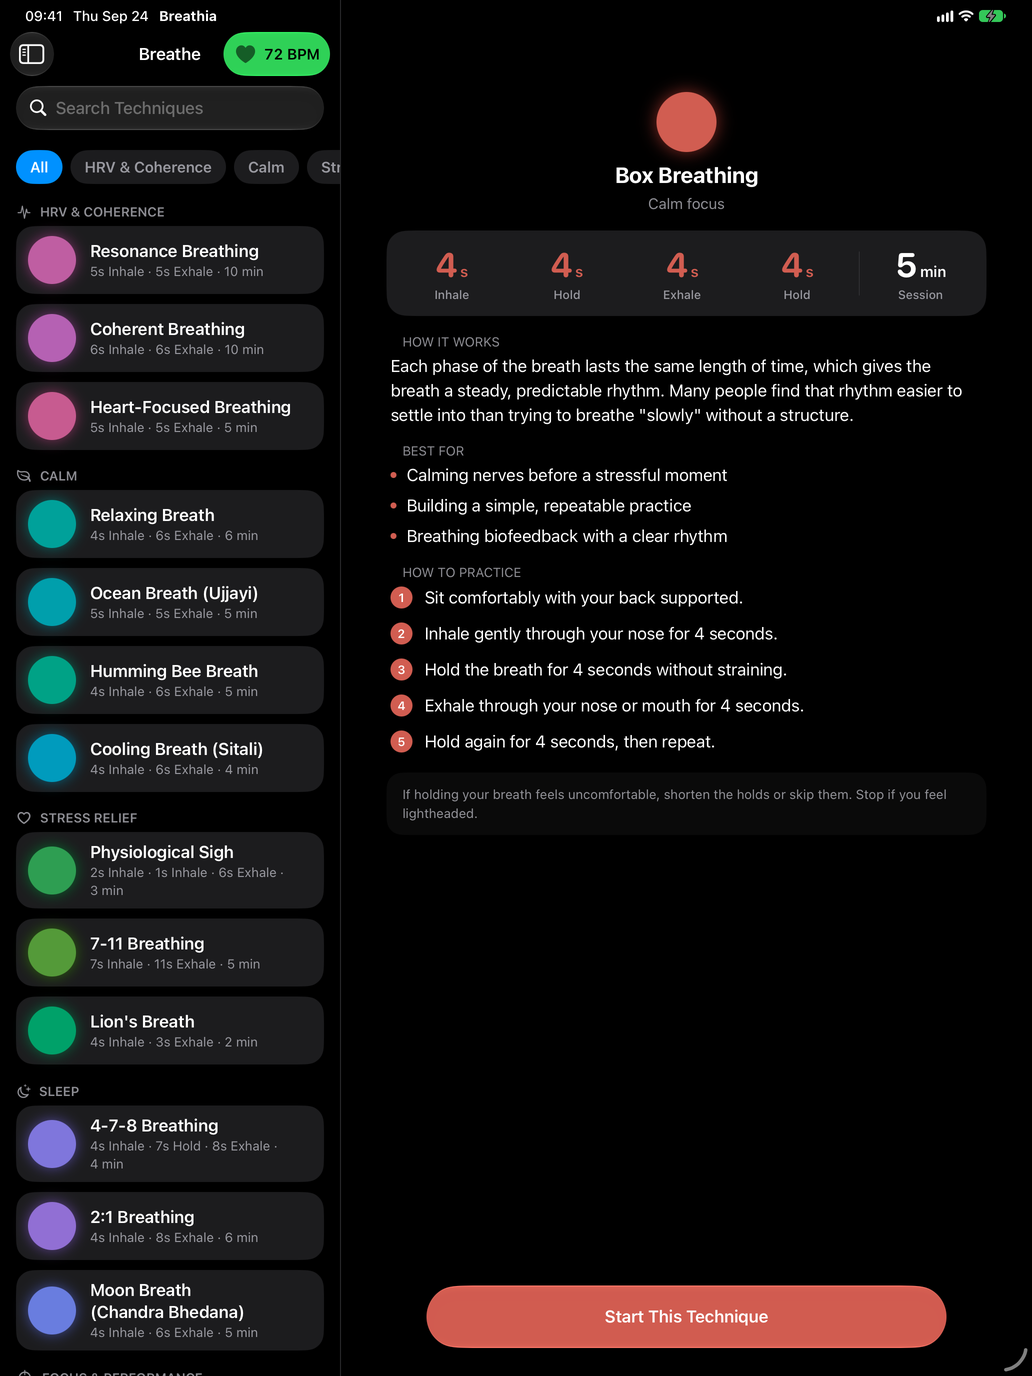 09:41 Thu Sep 24 Breathia
Breathe
72 BPM
Search Techniques
All
HRV & Coherence
Calm
HRV & COHERENCE
Resonance Breathing
5s Inhale · 5s Exhale · 10 min
Coherent Breathing
6s Inhale · 6s Exhale · 10 min
Heart-Focused Breathing
5s Inhale · 5s Exhale · 5 min
CALM
Relaxing Breath
4s Inhale · 6s Exhale · 6 min
Ocean Breath (Ujjayi)
5s Inhale · 5s Exhale · 5 min
Humming Bee Breath
4s Inhale · 6s Exhale · 5 min
Cooling Breath (Sitali)
4s Inhale · 6s Exhale · 4 min
STRESS RELIEF
Physiological Sigh
2s Inhale · 1s Inhale · 6s Exhale ·
3 min
7-11 Breathing
7s Inhale · 11s Exhale · 5 min
Lion's Breath
4s Inhale · 3s Exhale · 2 min
SLEEP
4-7-8 Breathing
4s Inhale · 7s Hold · 8s Exhale ·
4 min
2:1 Breathing
4s Inhale · 8s Exhale · 6 min
Moon Breath
(Chandra Bhedana)
4s Inhale · 6s Exhale · 5 min
FOCUS & PERFORMANCE
Box Breathing
Calm focus
4 s 4 s 4 s 4 s 5 min
Inhale Hold Exhale Hold Session
HOW IT WORKS
Each phase of the breath lasts the same length of time, which gives the
breath a steady, predictable rhythm. Many people find that rhythm easier to
settle into than trying to breathe "slowly" without a structure.
BEST FOR
• Calming nerves before a stressful moment
• Building a simple, repeatable practice
• Breathing biofeedback with a clear rhythm
HOW TO PRACTICE
1 Sit comfortably with your back supported.
2 Inhale gently through your nose for 4 seconds.
3 Hold the breath for 4 seconds without straining.
4 Exhale through your nose or mouth for 4 seconds.
5 Hold again for 4 seconds, then repeat.
If holding your breath feels uncomfortable, shorten the holds or skip them. Stop if you feel
lightheaded.
Start This Technique